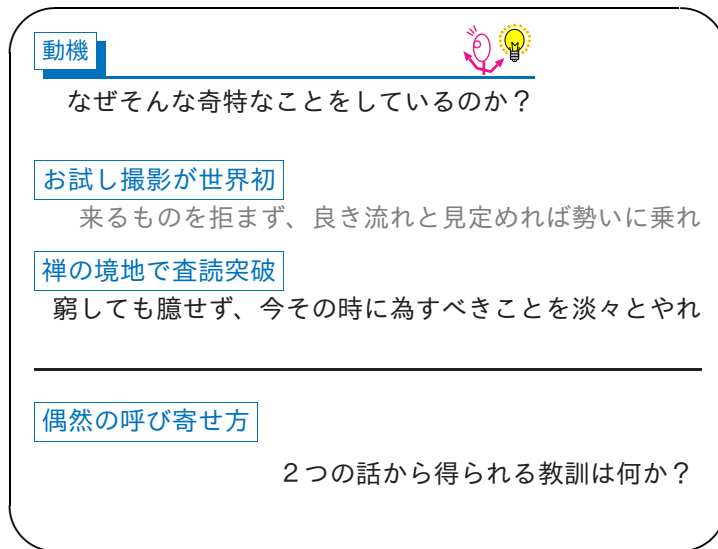 動機
なぜそんな奇特なことをしているのか？
お試し撮影が世界初
来るものを拒まず、良き流れと見定めれば勢いに乗れ
禅の境地で査読突破
窮しても臆せず、今その時に為すべきことを淡々とやれ
偶然の呼び寄せ方
２つの話から得られる教訓は何か？